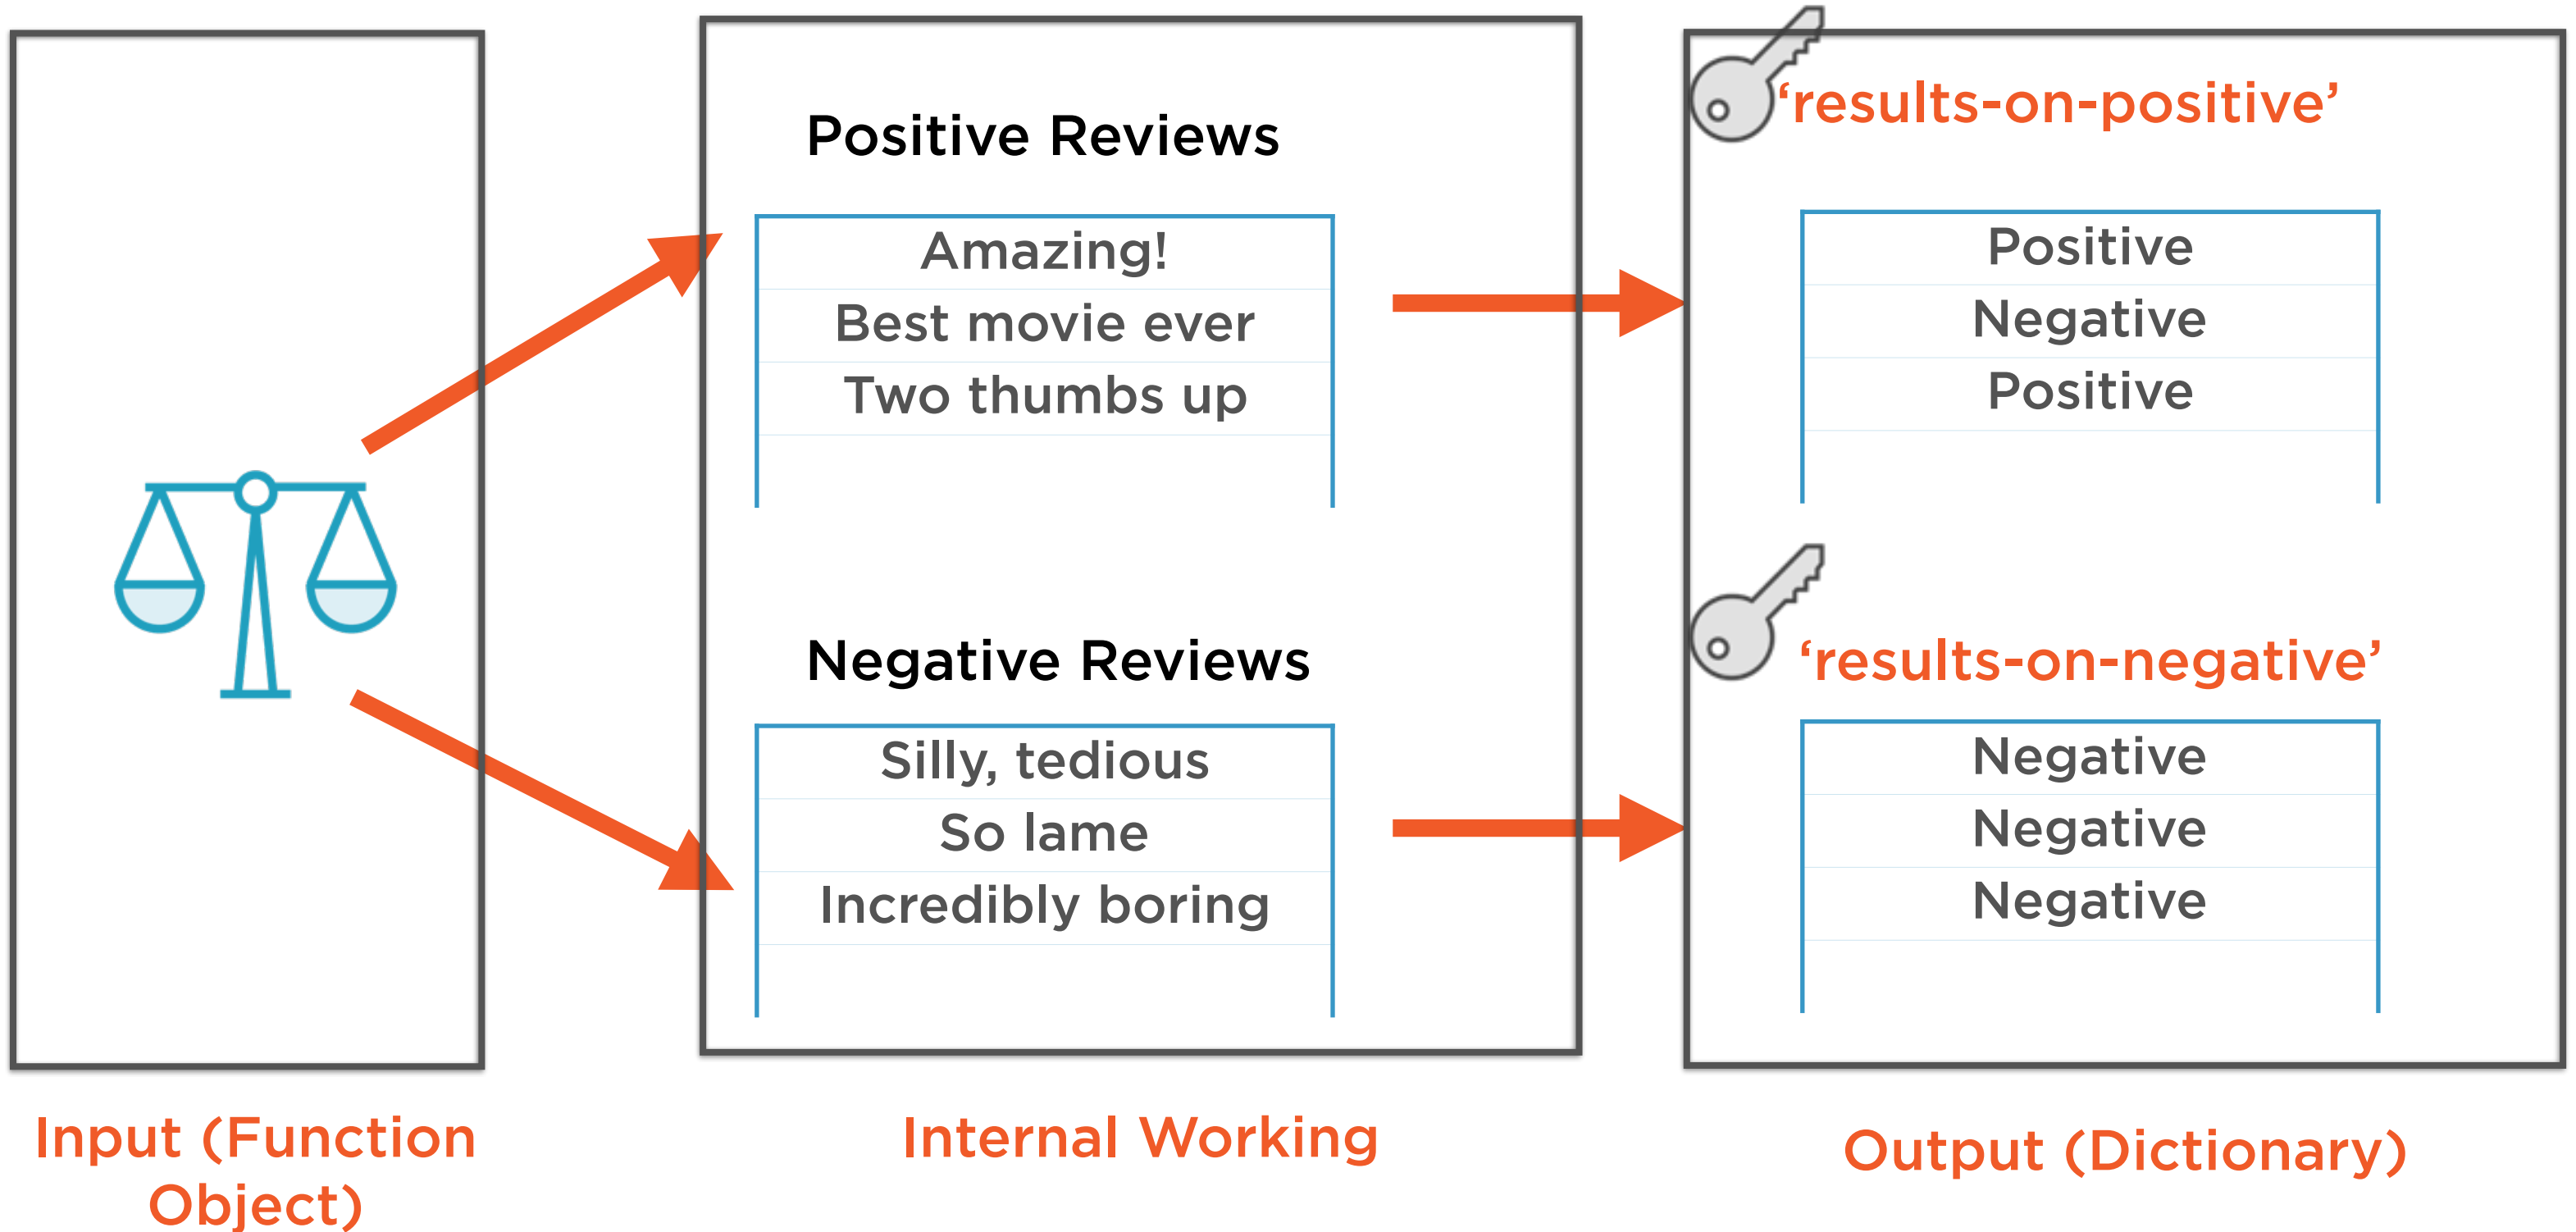 Positive Reviews
Amazing!
Best movie ever
Two thumbs up
Negative Reviews
Silly, tedious
So lame
Incredibly boring
‘results-on-positive’
Positive
Negative
Positive
‘results-on-negative’
Negative
Negative
Negative
Input (Function
Object)
Internal Working
Output (Dictionary)